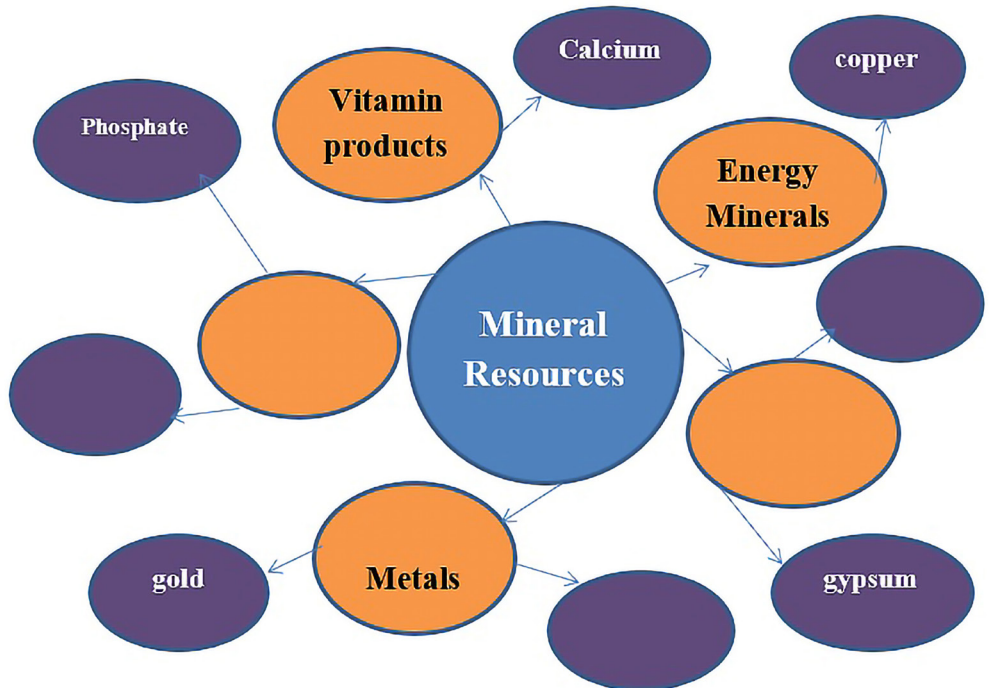 Calcium
copper
Vitamin
products
Phosphate
Energy
Minerals
Mineral
Resources
gold
Metals
gypsum